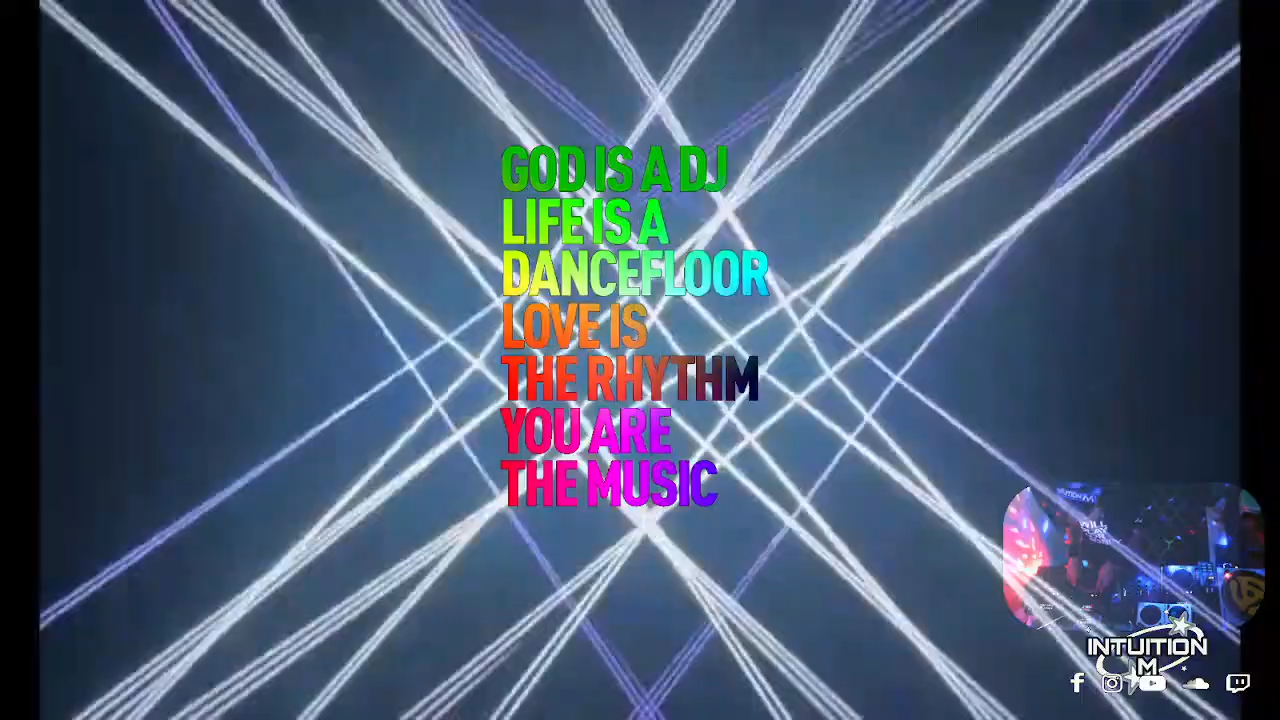 GOD IS A DJ
LIFE IS A
DANCEFLOOR
LOVE IS
THE RHYTHM
YOU ARE
THE MUSIC
INTUITION
M